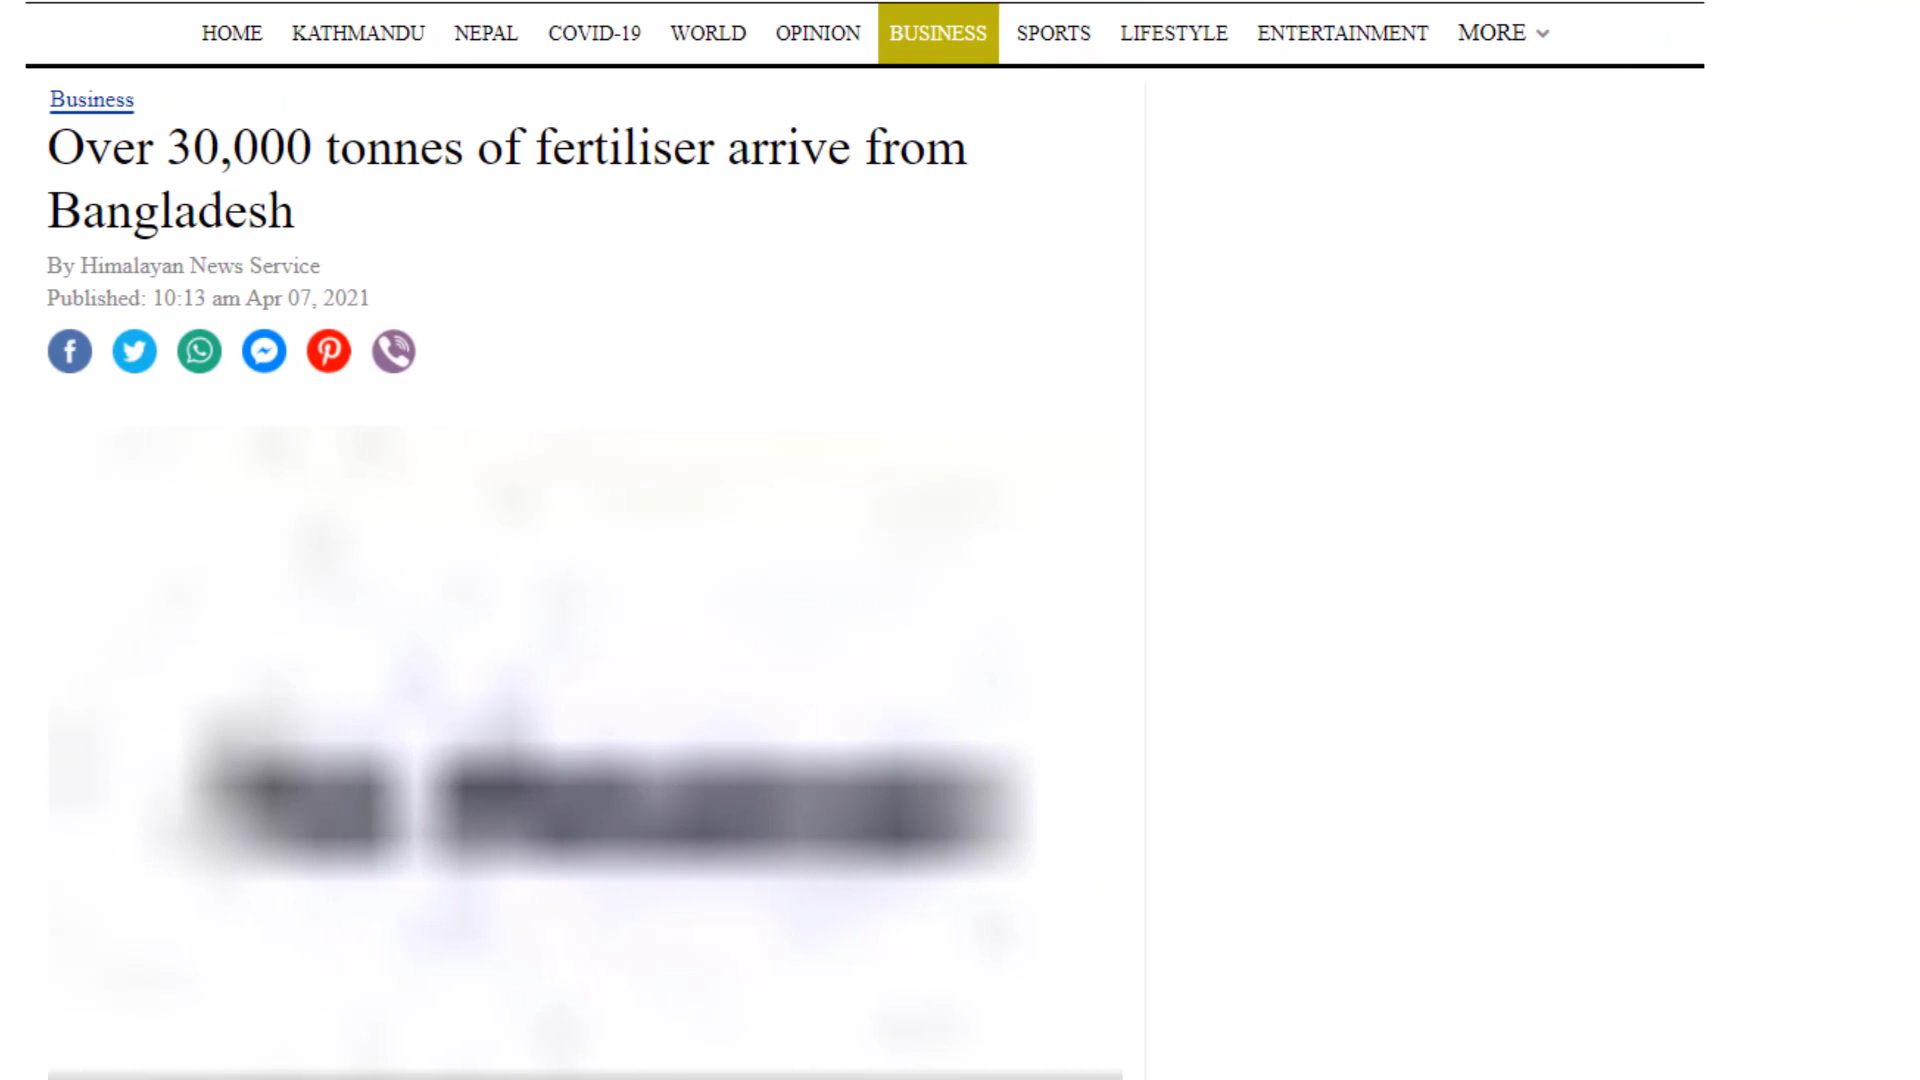 HOME KATHMANDU NEPAL COVID-19 WORLD OPINION BUSINESS SPORTS LIFESTYLE ENTERTAINMENT MORE
Business
Over 30,000 tonnes of fertiliser arrive from
Bangladesh
By Himalayan News Service
Published: 10:13 am Apr 07, 2021